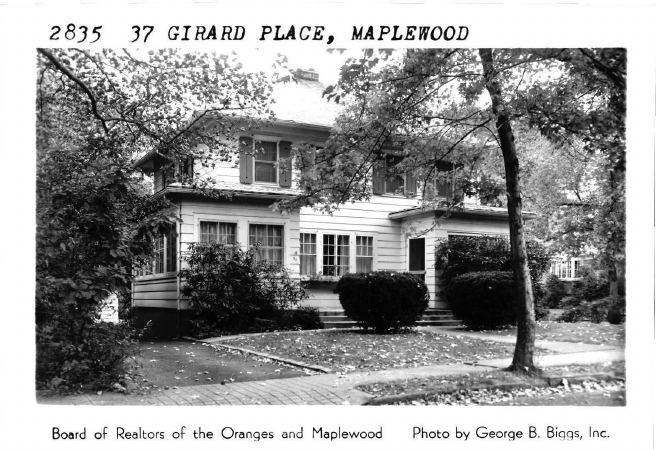 2835 37 GIRARD PLACE, MAPLEWOOD
Board of Realtors of the Oranges and Maplewood Photo by George B. Biggs, Inc.